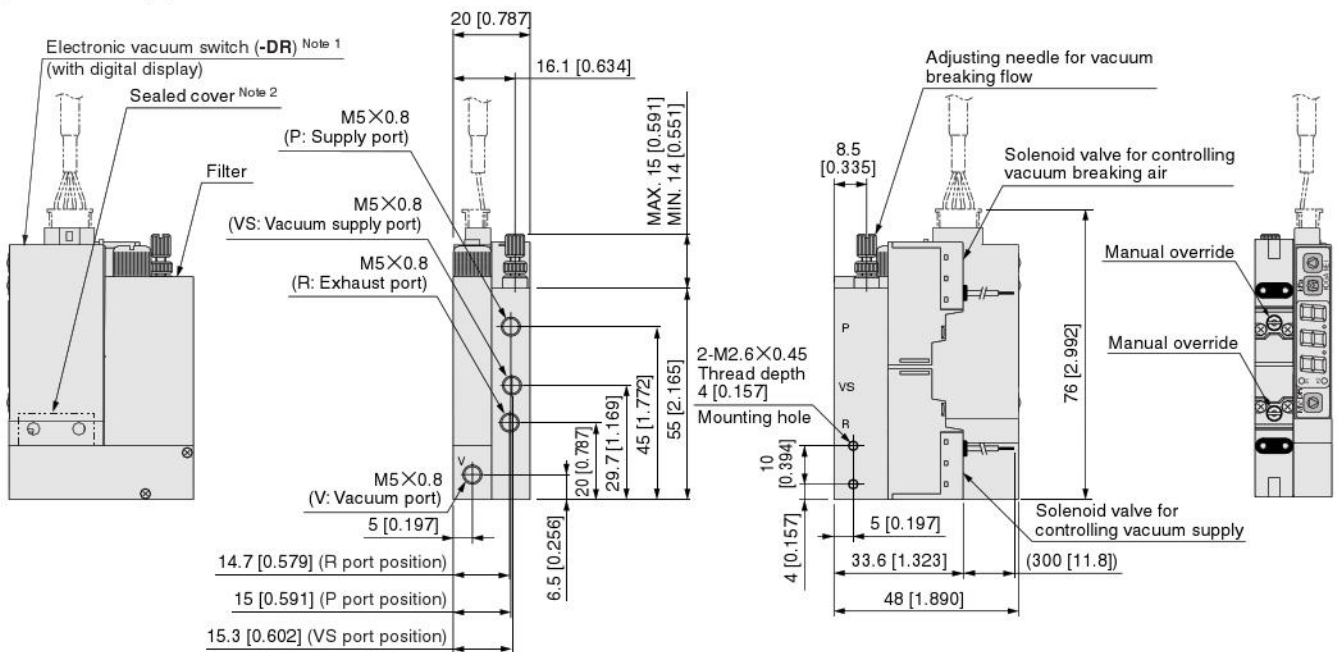 20 [0.787]
Electronic vacuum switch (-DR) Note 1
(with digital display)
Sealed cover Note 2
Filter
16.1 [0.634]
M5×0.8
(P: Supply port)
M5×0.8
(VS: Vacuum supply port)
M5×0.8
(R: Exhaust port)
MAX. 15 [0.591]
MIN. 14 [0.551]
V
M5×0.8
(V: Vacuum port)
5 [0.197]
20 [0.787]
29.7 [1.169]
45 [1.772]
55 [2.165]
6.5 [0.256]
14.7 [0.579] (R port position)
15 [0.591] (P port position)
15.3 [0.602] (VS port position)
Adjusting needle for vacuum
breaking flow
8.5
[0.335]
Solenoid valve for controlling
vacuum breaking air
P
VS
R
2-M2.6×0.45
Thread depth
4 [0.157]
Mounting hole
10
[0.394]
4 [0.157]
5 [0.197]
33.6 [1.323]
(300 [11.8])
48 [1.890]
76 [2.992]
Solenoid valve for
controlling vacuum supply
Manual override
Manual override